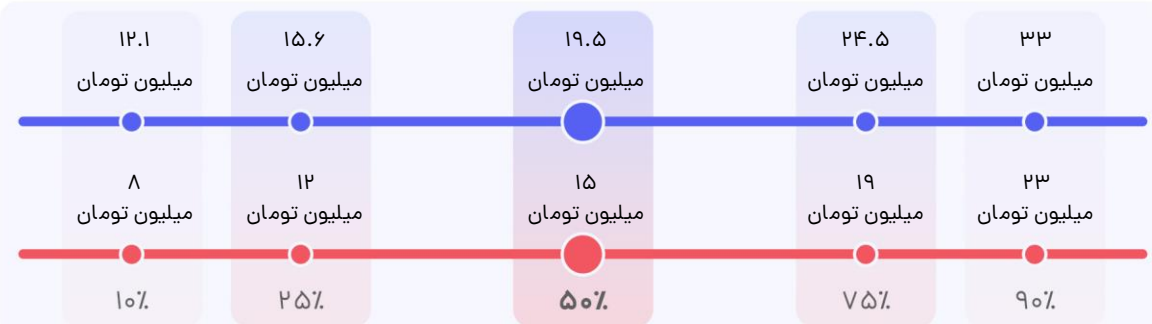 ۱۲.۱ ۱۵.۶ ۱۹.۵ ۲۴.۵ ۳۳
میلیون تومان میلیون تومان میلیون تومان میلیون تومان میلیون تومان
۸ ۱۲ ۱۵ ۱۹ ۲۳
میلیون تومان میلیون تومان میلیون تومان میلیون تومان میلیون تومان
۱۰٪ ۲۵٪ ۵۰٪ ۷۵٪ ۹۰٪